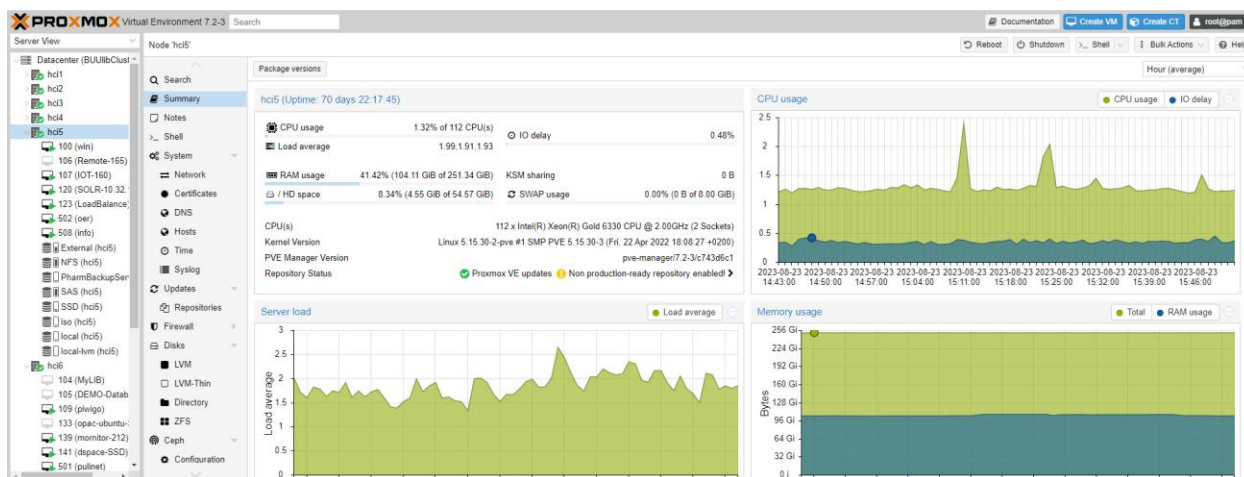 PROXMOX Virtual Environment 7.2-3 Search
Documentation Create VM Create CT root@pam
Server View
Node 'hci5'
Reboot Shutdown Shell Bulk Actions Help
Datacenter (BUUlibClust
hci1
hci2
hci3
hci4
hci5
100 (win)
106 (Remote-165)
107 (IOT-160)
120 (SOLR-10.32.
123 (LoadBalance
502 (oer)
508 (info)
External (hci5)
NFS (hci5)
PharmBackupSer
SAS (hci5)
SSD (hci5)
iso (hci5)
local (hci5)
local-lvm (hci5)
hci6
104 (MyLIB)
105 (DEMO-Datab
109 (piwigo)
133 (opac-ubuntu-
139 (mornitor-212)
141 (dspace-SSD)
501 (pulinet)
Search
Summary
Notes
Shell
System
Network
Certificates
DNS
Hosts
Time
Syslog
Updates
Repositories
Firewall
Disks
LVM
LVM-Thin
Directory
ZFS
Ceph
Configuration
Package versions
Hour (average)
hci5 (Uptime: 70 days 22:17:45)
CPU usage 1.32% of 112 CPU(s)
IO delay 0.48%
Load average 1.99,1.91,1.93
RAM usage 41.42% (104.11 GiB of 251.34 GiB)
KSM sharing 0 B
/ HD space 8.34% (4.55 GiB of 54.57 GiB)
SWAP usage 0.00% (0 B of 8.00 GiB)
CPU(s) 112 x Intel(R) Xeon(R) Gold 6330 CPU @ 2.00GHz (2 Sockets)
Kernel Version Linux 5.15.30-2-pve #1 SMP PVE 5.15.30-3 (Fri, 22 Apr 2022 18:08:27 +0200)
PVE Manager Version pve-manager/7.2-3/c743d6c1
Repository Status Proxmox VE updates Non production-ready repository enabled!
CPU usage
CPU usage IO delay
2.5
2
1.5
1
0.5
0
2023-08-23 2023-08-23 2023-08-23 2023-08-23 2023-08-23 2023-08-23 2023-08-23 2023-08-23 2023-08-23 2023-08-23
14:43:00 14:50:00 14:57:00 15:04:00 15:11:00 15:18:00 15:25:00 15:32:00 15:39:00 15:46:00
Server load
Load average
3
2.5
2
1.5
1
0.5
0
Load average
Memory usage
Total RAM usage
256 Gi
224 Gi
192 Gi
160 Gi
128 Gi
96 Gi
64 Gi
32 Gi
0 i
Bytes